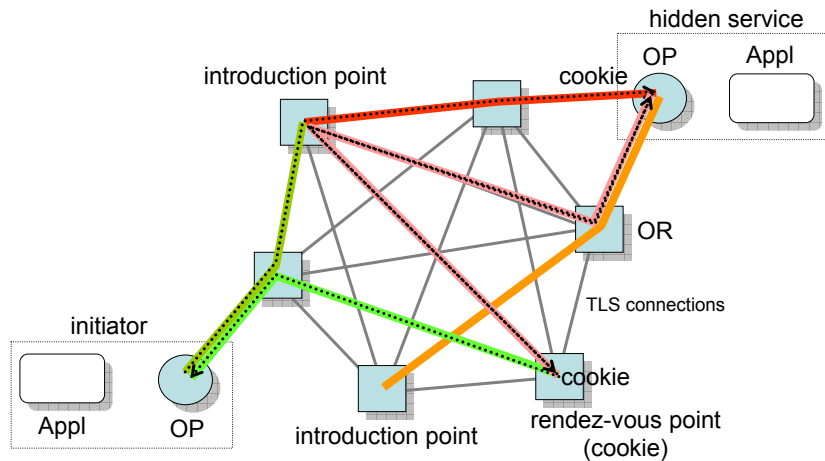 hidden service
OP
Appl
introduction point
cookie
OR
TLS connections
initiator
cookie
Appl
OP
introduction point
rendez-vous point
(cookie)